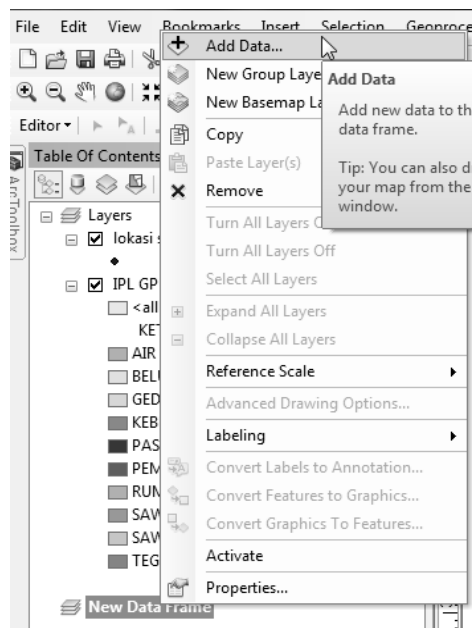 File Edit View Bookmarks Insert Selection Geoproce
Editor
Table Of Contents
ArcToolbox
Layers
lokasi
IPL GP
<all
KET
AIR
BELU
GED
KEB
PAS
PEM
RUM
SAW
SAW
TEG
New Data Frame
Add Data...
New Group Laye
New Basemap La
Copy
Paste Layer(s)
Remove
Turn All Layers
Turn All Layers Off
Select All Layers
Expand All Layers
Collapse All Layers
Reference Scale
Advanced Drawing Options...
Labeling
Convert Labels to Annotation...
Convert Features to Graphics...
Convert Graphics To Features...
Activate
Properties...
Add Data
Add new data to th
data frame.
Tip: You can also d
your map from the
window.